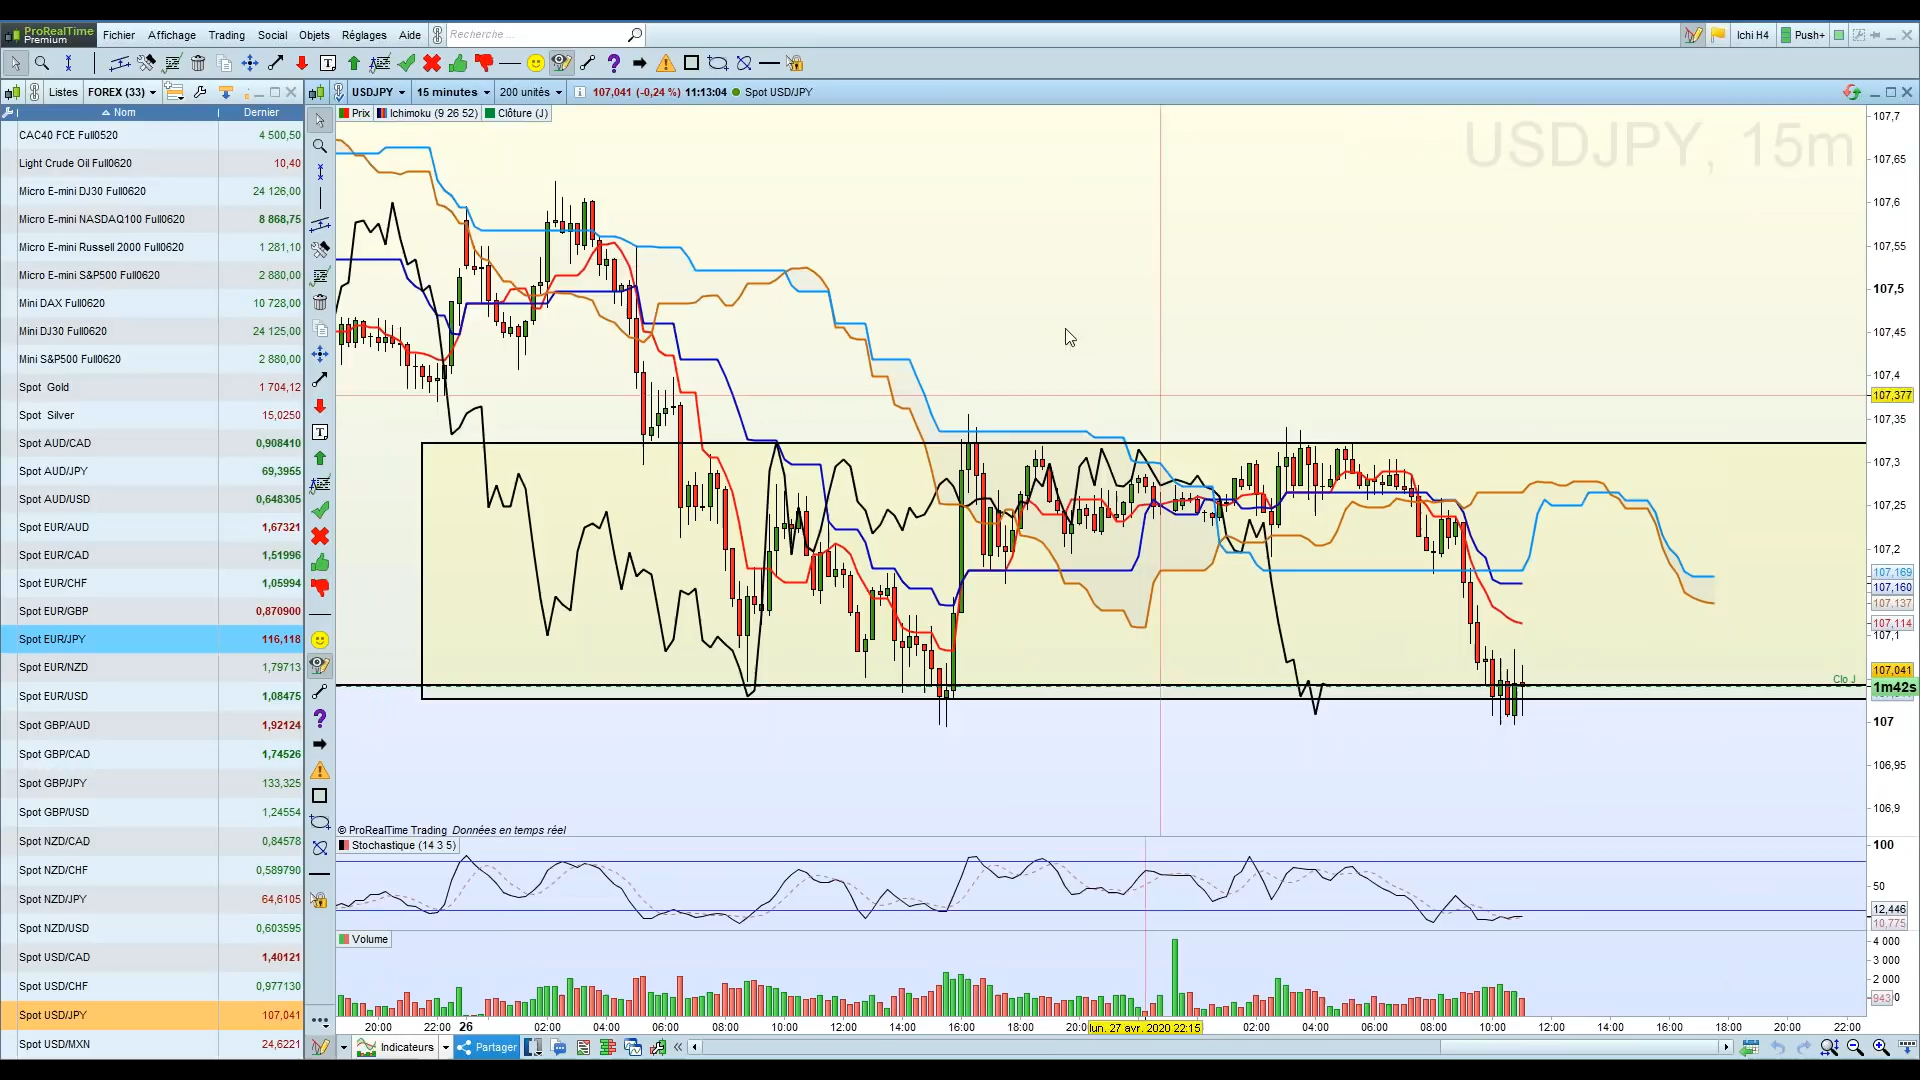 ProRealTime
Premium
Fichier Affichage Trading Social Objets Réglages Aide
Recherche ...
Ichi H4
Push+
Listes FOREX (33)
USDJPY 15 minutes 200 unités 107,041 (-0,24 %) 11:13:04 Spot USD/JPY
Nom Dernier
CAC40 FCE Full0520 4 500,50
Light Crude Oil Full0620 10,40
Micro E-mini DJ30 Full0620 24 126,00
Micro E-mini NASDAQ100 Full0620 8 868,75
Micro E-mini Russell 2000 Full0620 1 281,10
Micro E-mini S&P500 Full0620 2 880,00
Mini DAX Full0620 10 728,00
Mini DJ30 Full0620 24 125,00
Mini S&P500 Full0620 2 880,00
Spot Gold 1 704,12
Spot Silver 15,0250
Spot AUD/CAD 0,908410
Spot AUD/JPY 69,3955
Spot AUD/USD 0,648305
Spot EUR/AUD 1,67321
Spot EUR/CAD 1,51996
Spot EUR/CHF 1,05994
Spot EUR/GBP 0,870900
Spot EUR/JPY 116,118
Spot EUR/NZD 1,79713
Spot EUR/USD 1,08475
Spot GBP/AUD 1,92124
Spot GBP/CAD 1,74526
Spot GBP/JPY 133,325
Spot GBP/USD 1,24554
Spot NZD/CAD 0,84578
Spot NZD/CHF 0,589790
Spot NZD/JPY 64,6105
Spot NZD/USD 0,603595
Spot USD/CAD 1,40121
Spot USD/CHF 0,977130
Spot USD/JPY 107,041
Spot USD/MXN 24,6221
Prix Ichimoku (9 26 52) Clôture (J)
USDJPY, 15m
107,7
107,65
107,6
107,55
107,5
107,45
107,4
107,377
107,35
107,3
107,25
107,2
107,169
107,160
107,137
107,114
107,1
107,041
Clo J
1m42s
107
106,95
106,9
© ProRealTime Trading Données en temps réel
Stochastique (14 3 5)
100
50
12,446
10,775
Volume
4 000
3 000
2 000
943
20:00 22:00 26 02:00 04:00 06:00 08:00 10:00 12:00 14:00 16:00 18:00 lun. 27 avr. 2020 22:15 02:00 04:00 06:00 08:00 10:00 12:00 14:00 16:00 18:00 20:00 22:00
Indicateurs Partager